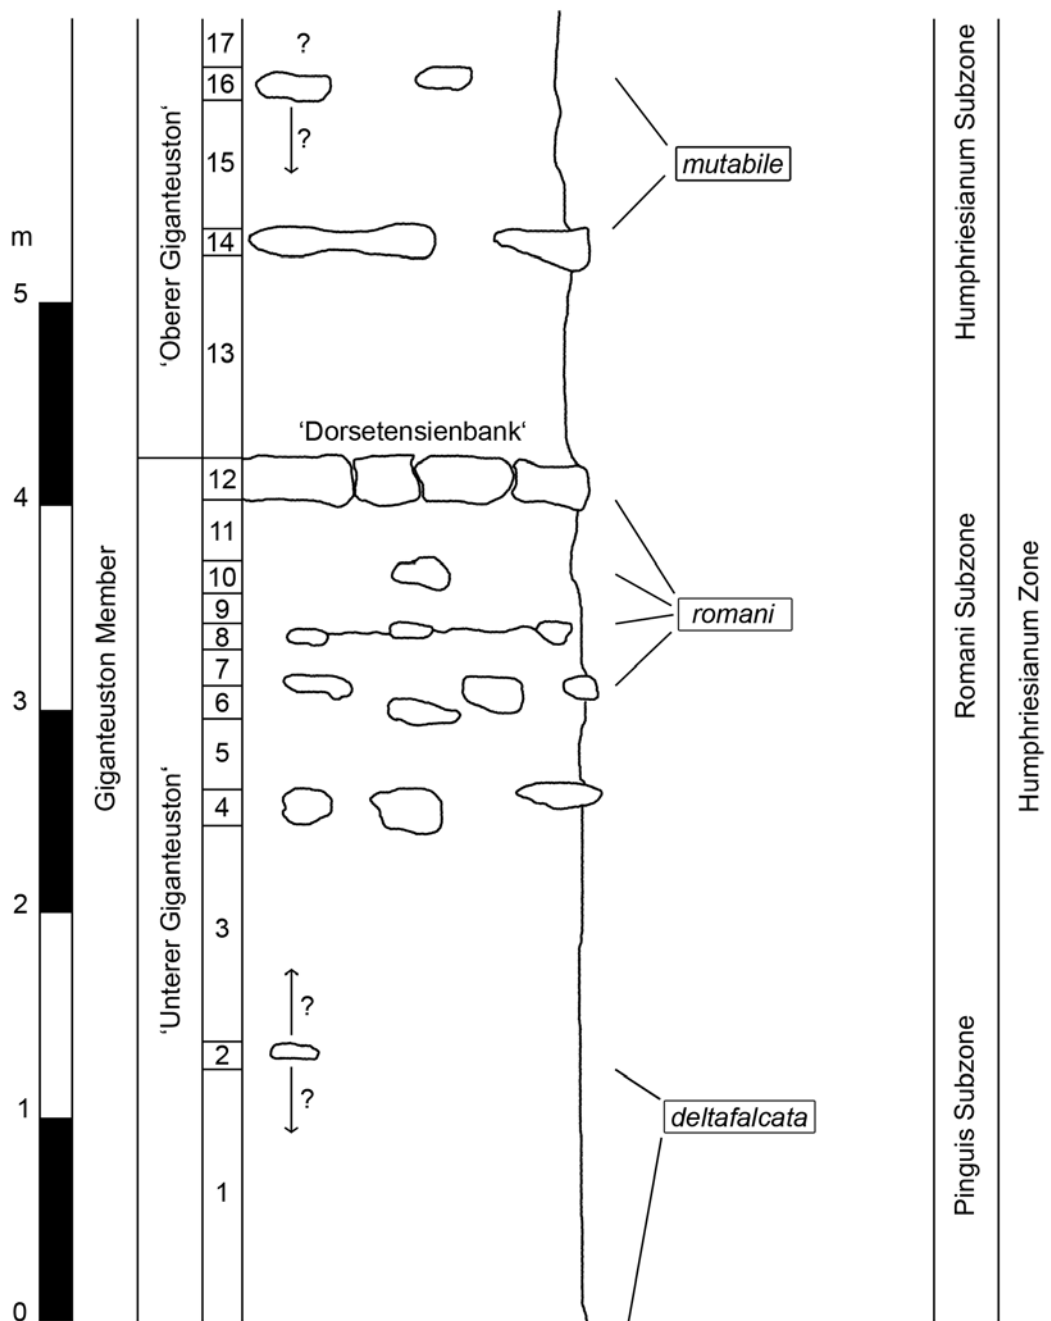 m
5
4
3
2
1
0
Giganteuston Member
‘Oberer Giganteuston‘
‘Unterer Giganteuston‘
17
16
15
14
13
12
11
10
9
8
7
6
5
4
3
2
1
?
?
‘Dorsetensienbank‘
?
?
mutabile
romani
deltafalcata
Humphriesianum Subzone
Romani Subzone
Pinguis Subzone
Humphriesianum Zone